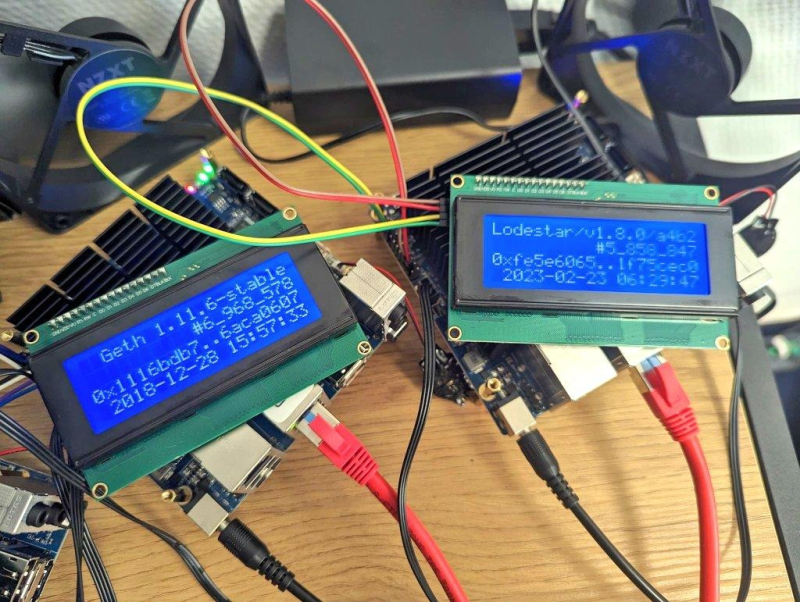 NZXT
NZXT
Geth 1.11.6-stable
#6_968_578
0x1116bdb7..6aca0607
2018-12-28 15:57:33
Lodestar/v1.8.0/a4b2
#5_858_847
0xfe5e6065..1f75cec0
2023-02-23 06:29:47